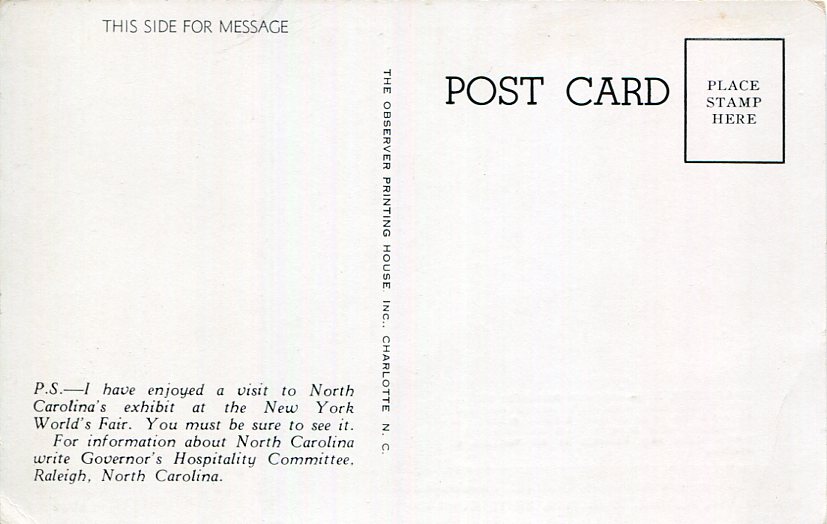 THIS SIDE FOR MESSAGE
P.S.—I have enjoyed a visit to North
Carolina's exhibit at the New York
World's Fair. You must be sure to see it.
For information about North Carolina
write Governor's Hospitality Committee,
Raleigh, North Carolina.
THE OBSERVER PRINTING HOUSE, INC., CHARLOTTE, N. C.
POST CARD
PLACE
STAMP
HERE